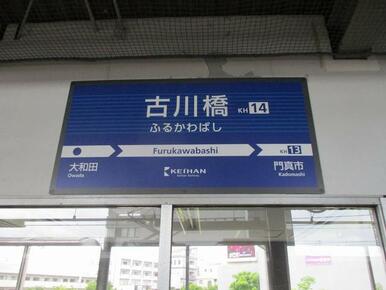 古川橋 KH 14
ふるかわばし
Furukawabashi
KH 13
大和田
Owada
門真市
Kadomashi
KEIHAN